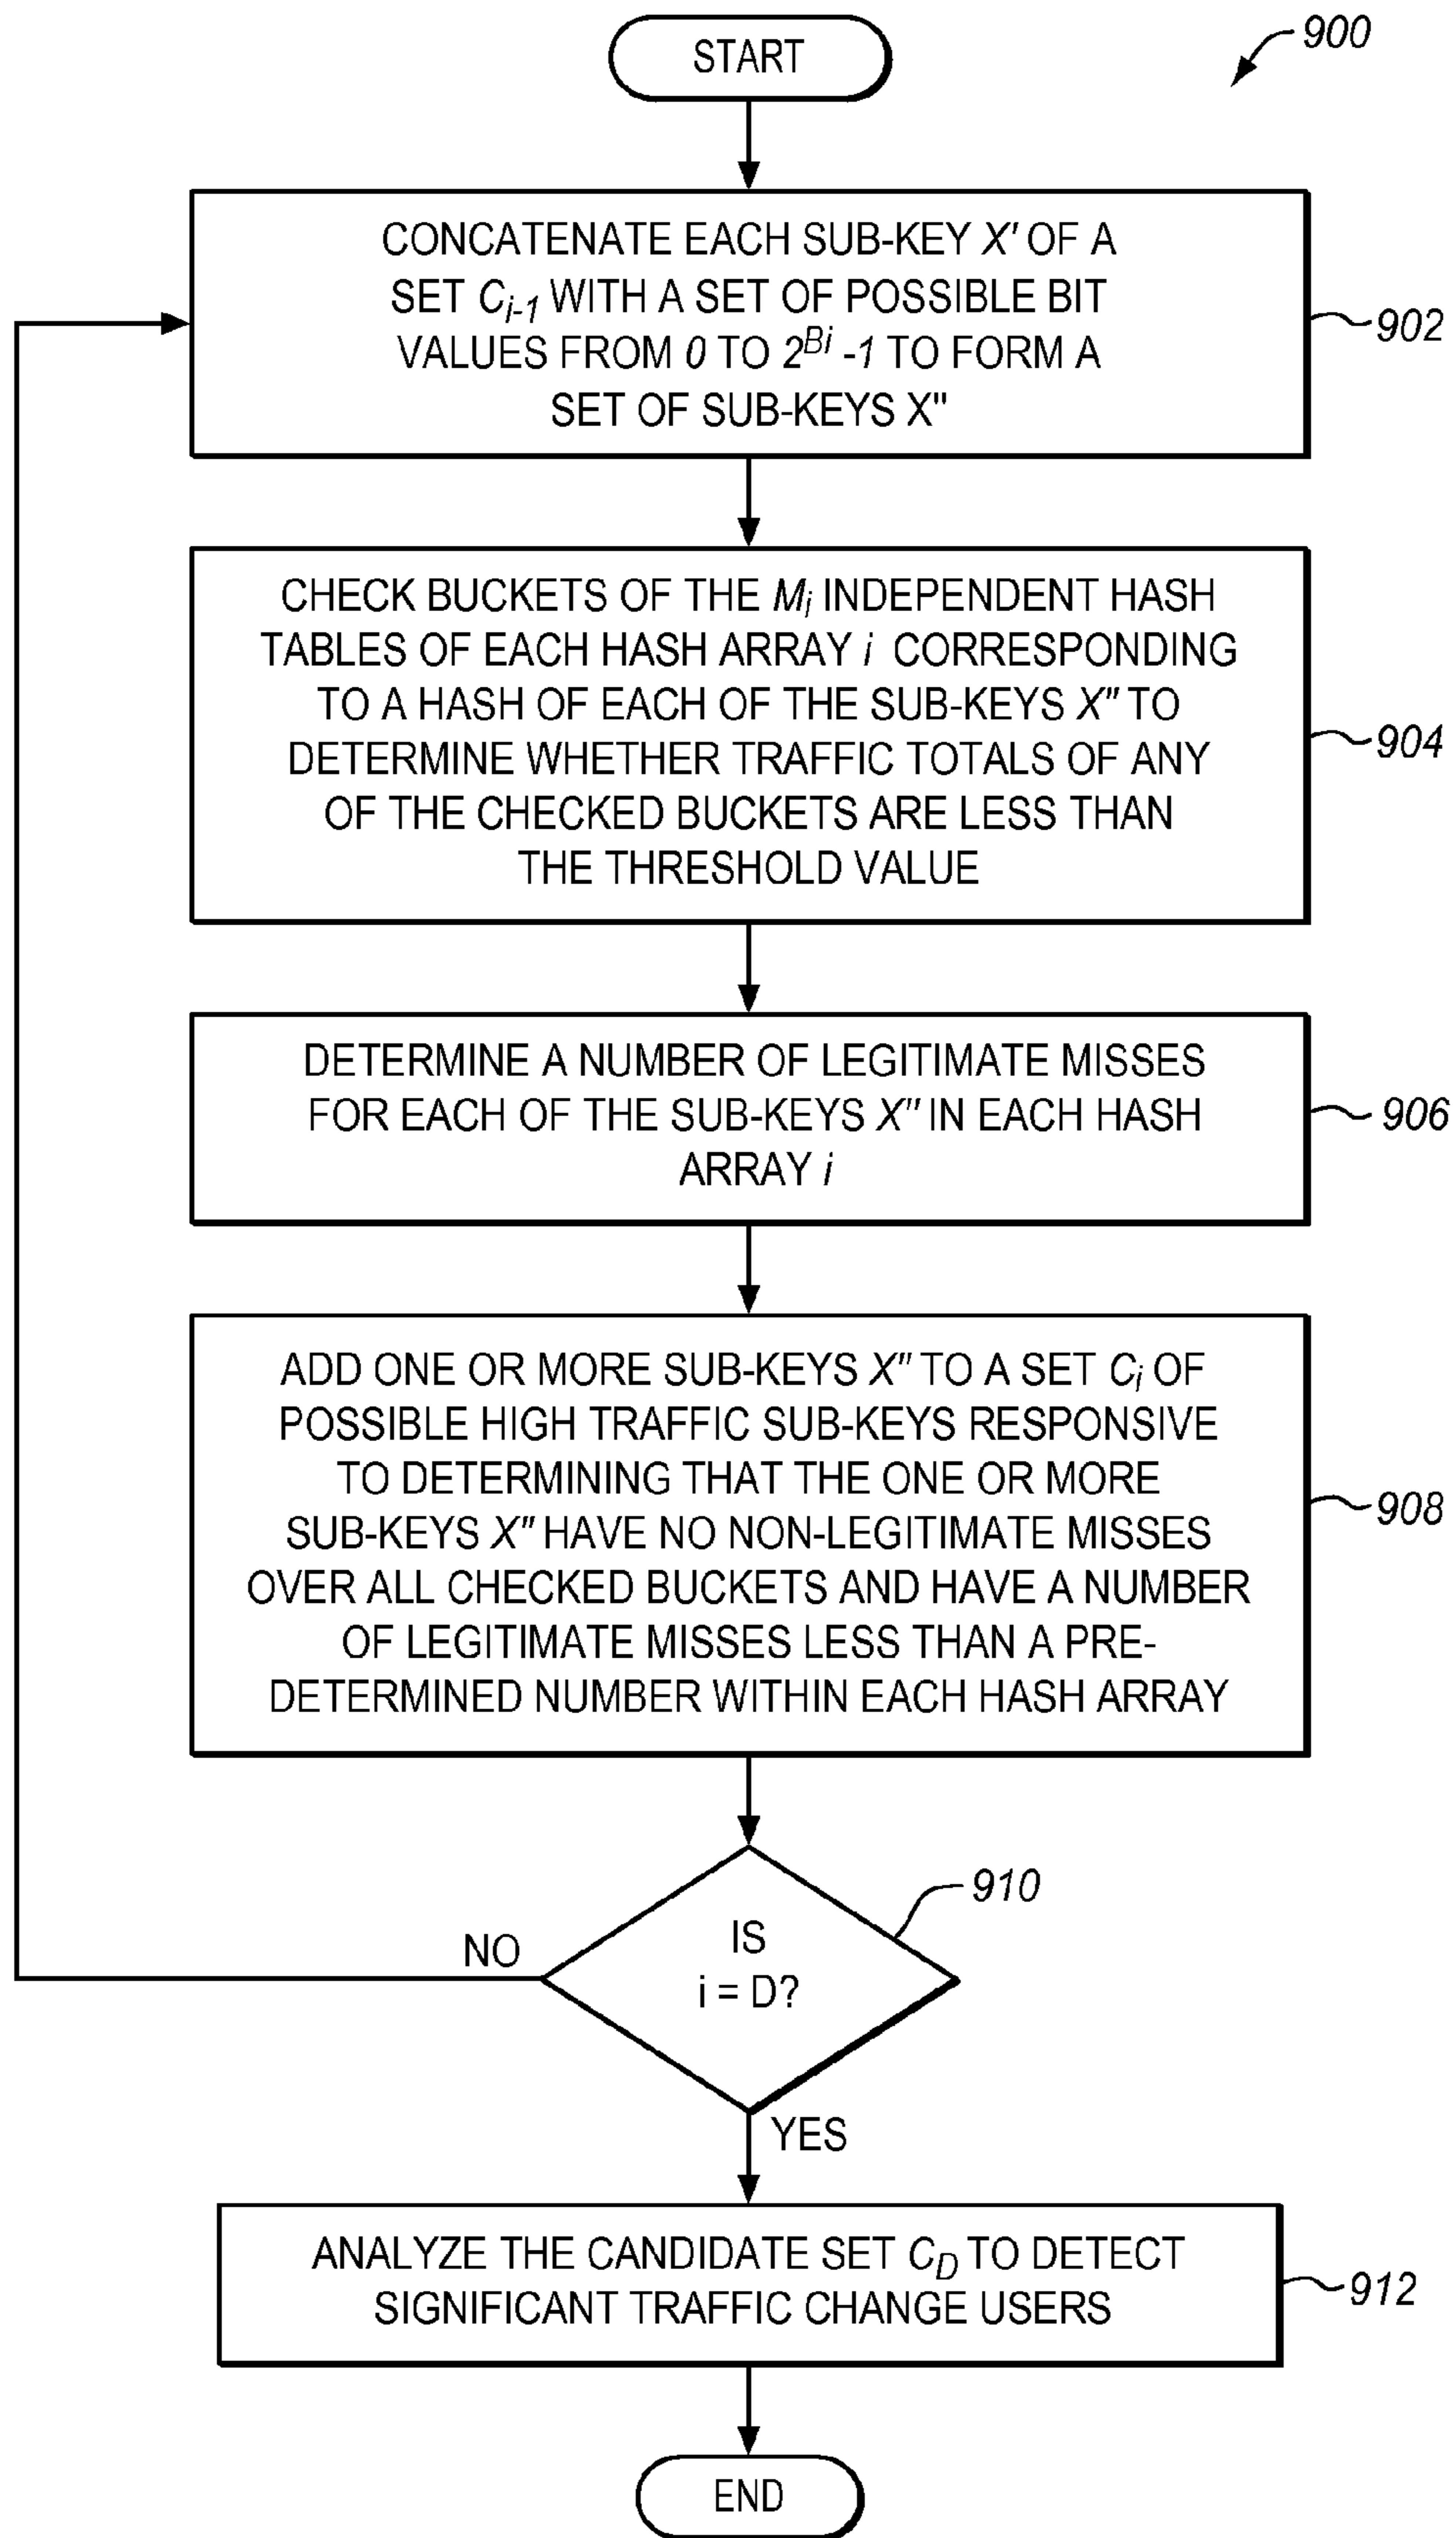 START
900
CONCATENATE EACH SUB-KEY X' OF A
SET Ci-1 WITH A SET OF POSSIBLE BIT
VALUES FROM 0 TO 2^Bi -1 TO FORM A
SET OF SUB-KEYS X"
902
CHECK BUCKETS OF THE Mi INDEPENDENT HASH
TABLES OF EACH HASH ARRAY i CORRESPONDING
TO A HASH OF EACH OF THE SUB-KEYS X" TO
DETERMINE WHETHER TRAFFIC TOTALS OF ANY
OF THE CHECKED BUCKETS ARE LESS THAN
THE THRESHOLD VALUE
904
DETERMINE A NUMBER OF LEGITIMATE MISSES
FOR EACH OF THE SUB-KEYS X" IN EACH HASH
ARRAY i
906
ADD ONE OR MORE SUB-KEYS X" TO A SET Ci OF
POSSIBLE HIGH TRAFFIC SUB-KEYS RESPONSIVE
TO DETERMINING THAT THE ONE OR MORE
SUB-KEYS X" HAVE NO NON-LEGITIMATE MISSES
OVER ALL CHECKED BUCKETS AND HAVE A NUMBER
OF LEGITIMATE MISSES LESS THAN A PRE-
DETERMINED NUMBER WITHIN EACH HASH ARRAY
908
910
IS
i = D?
NO
YES
ANALYZE THE CANDIDATE SET CD TO DETECT
SIGNIFICANT TRAFFIC CHANGE USERS
912
END